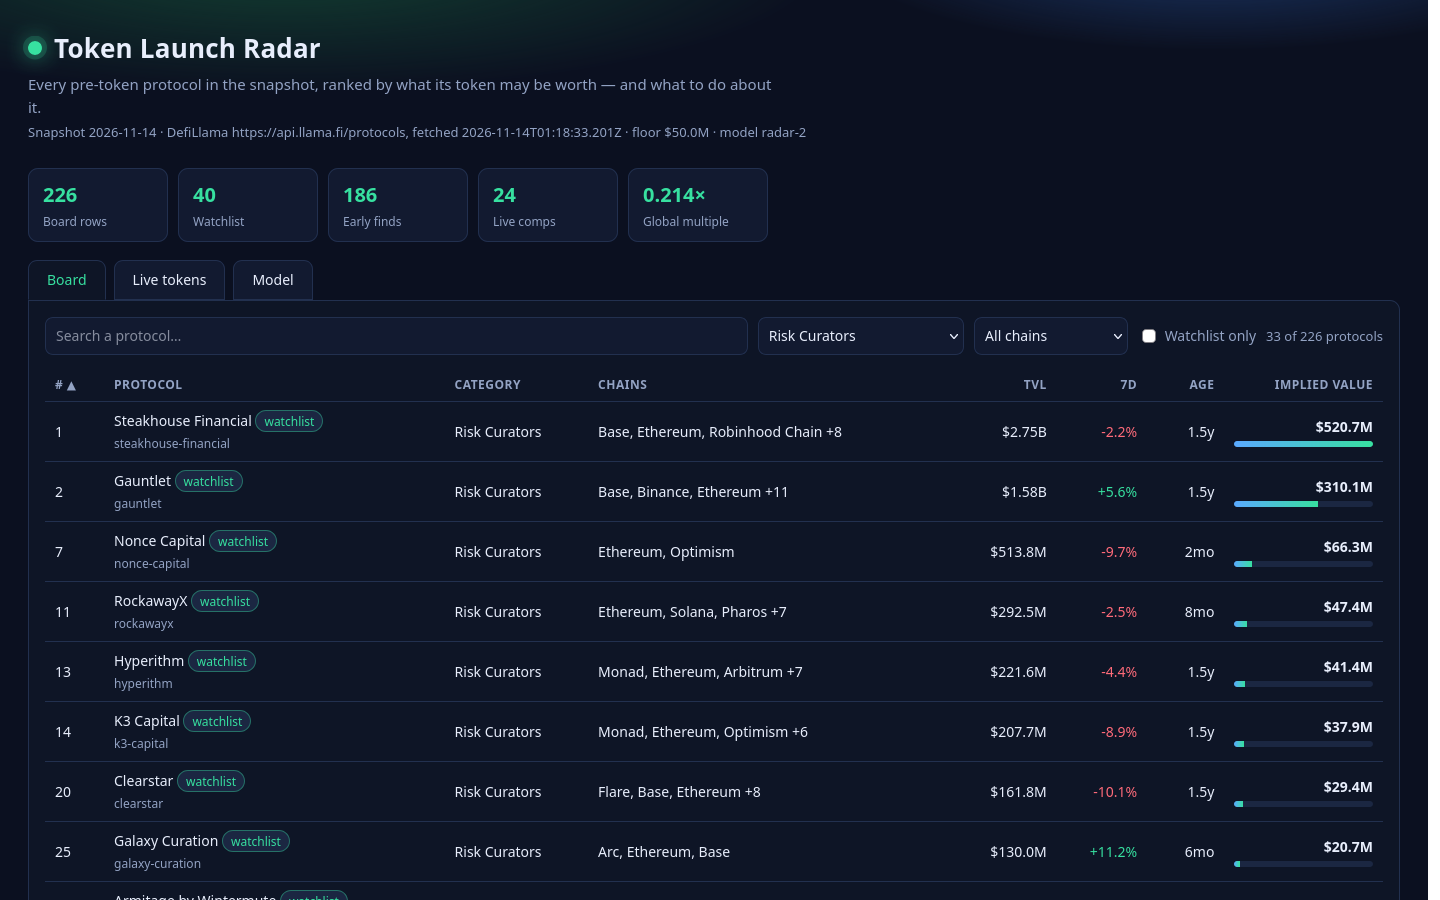 Token Launch Radar
Every pre-token protocol in the snapshot, ranked by what its token may be worth — and what to do about
it.
Snapshot 2026-11-14 · DefiLlama https://api.llama.fi/protocols, fetched 2026-11-14T01:18:33.201Z · floor $50.0M · model radar-2
226 40 186 24 0.214×
Board rows Watchlist Early finds Live comps Global multiple
Board Live tokens Model
Search a protocol... Risk Curators All chains Watchlist only 33 of 226 protocols
# ▲ PROTOCOL CATEGORY CHAINS TVL 7D AGE IMPLIED VALUE
1 Steakhouse Financial watchlist Risk Curators Base, Ethereum, Robinhood Chain +8 $2.75B -2.2% 1.5y $520.7M
steakhouse-financial
2 Gauntlet watchlist Risk Curators Base, Binance, Ethereum +11 $1.58B +5.6% 1.5y $310.1M
gauntlet
7 Nonce Capital watchlist Risk Curators Ethereum, Optimism $513.8M -9.7% 2mo $66.3M
nonce-capital
11 RockawayX watchlist Risk Curators Ethereum, Solana, Pharos +7 $292.5M -2.5% 8mo $47.4M
rockawayx
13 Hyperithm watchlist Risk Curators Monad, Ethereum, Arbitrum +7 $221.6M -4.4% 1.5y $41.4M
hyperithm
14 K3 Capital watchlist Risk Curators Monad, Ethereum, Optimism +6 $207.7M -8.9% 1.5y $37.9M
k3-capital
20 Clearstar watchlist Risk Curators Flare, Base, Ethereum +8 $161.8M -10.1% 1.5y $29.4M
clearstar
25 Galaxy Curation watchlist Risk Curators Arc, Ethereum, Base $130.0M +11.2% 6mo $20.7M
galaxy-curation
Armitage by Wintermute watchlist